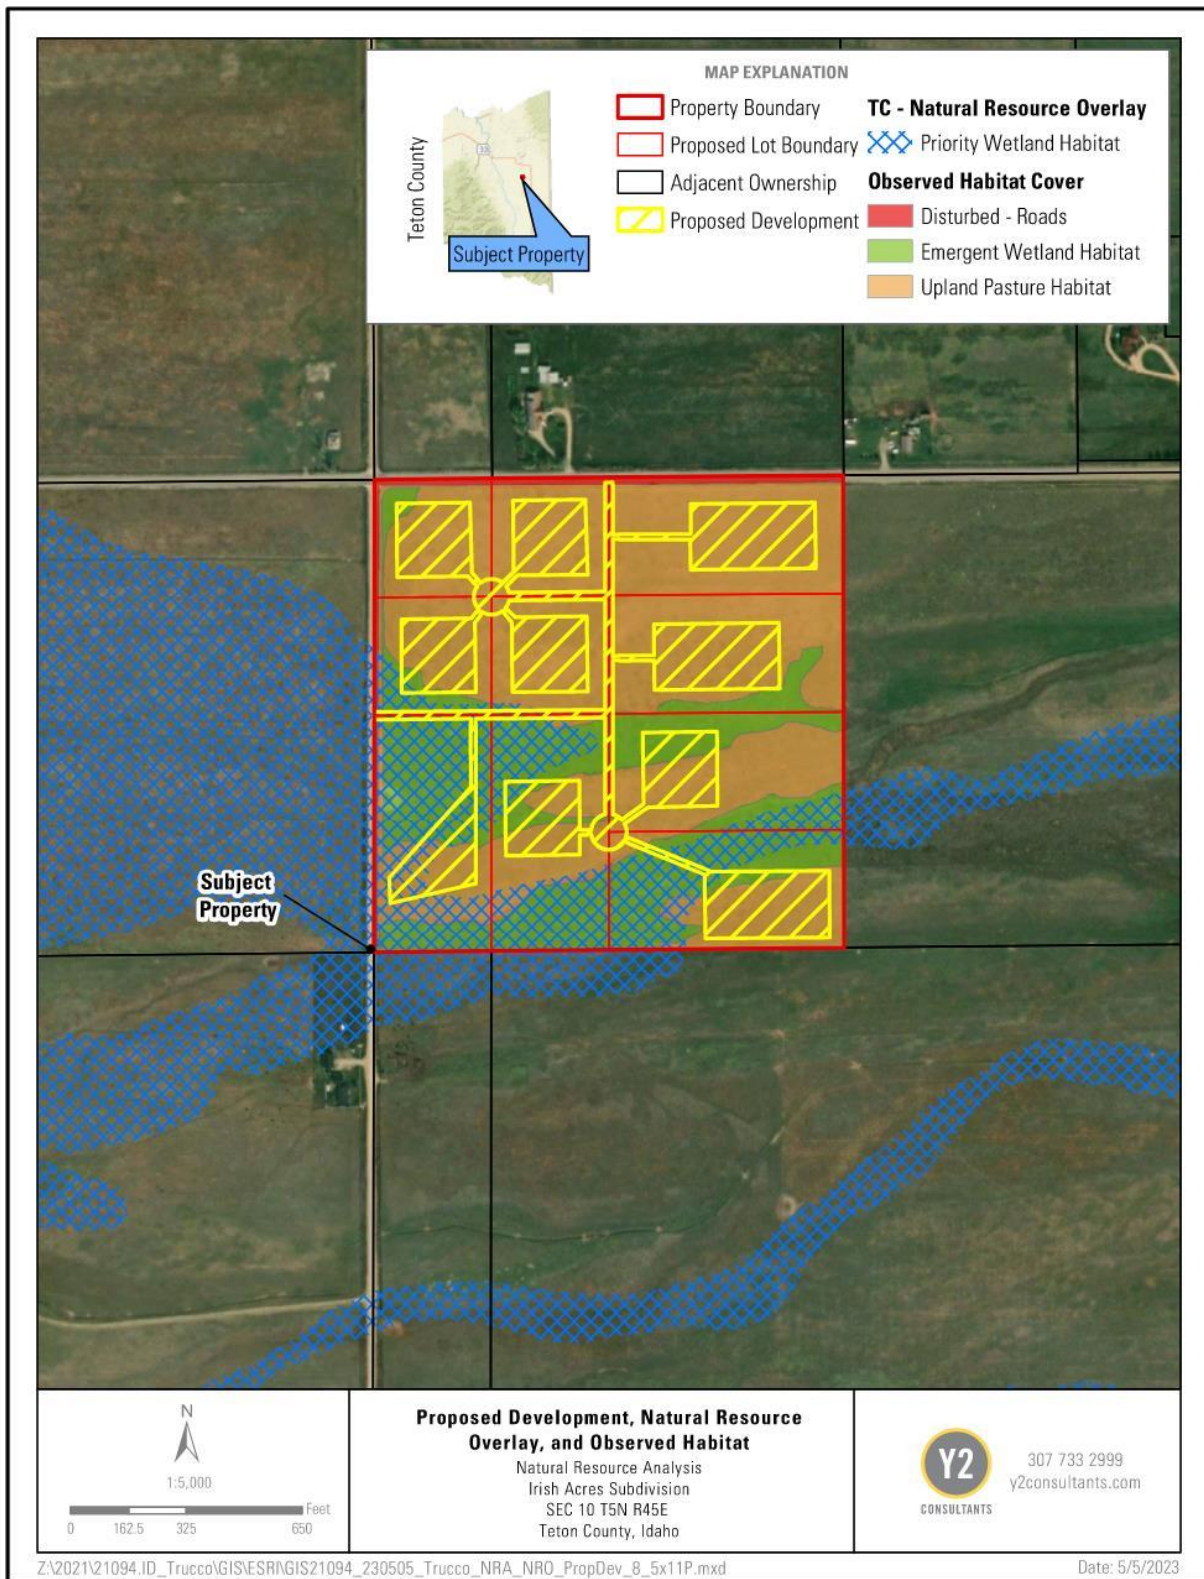 MAP EXPLANATION
Teton County
33
Subject Property
Property Boundary
Proposed Lot Boundary
Adjacent Ownership
Proposed Development
TC - Natural Resource Overlay
Priority Wetland Habitat
Observed Habitat Cover
Disturbed - Roads
Emergent Wetland Habitat
Upland Pasture Habitat
Subject
Property
N
1:5,000
Feet
0 162.5 325 650
Proposed Development, Natural Resource
Overlay, and Observed Habitat
Natural Resource Analysis
Irish Acres Subdivision
SEC 10 T5N R45E
Teton County, Idaho
Y2
CONSULTANTS
307 733 2999
y2consultants.com
Z:\2021\21094.ID_Trucco\GIS\ESRI\GIS21094_230505_Trucco_NRA_NRO_PropDev_8_5x11P.mxd
Date: 5/5/2023